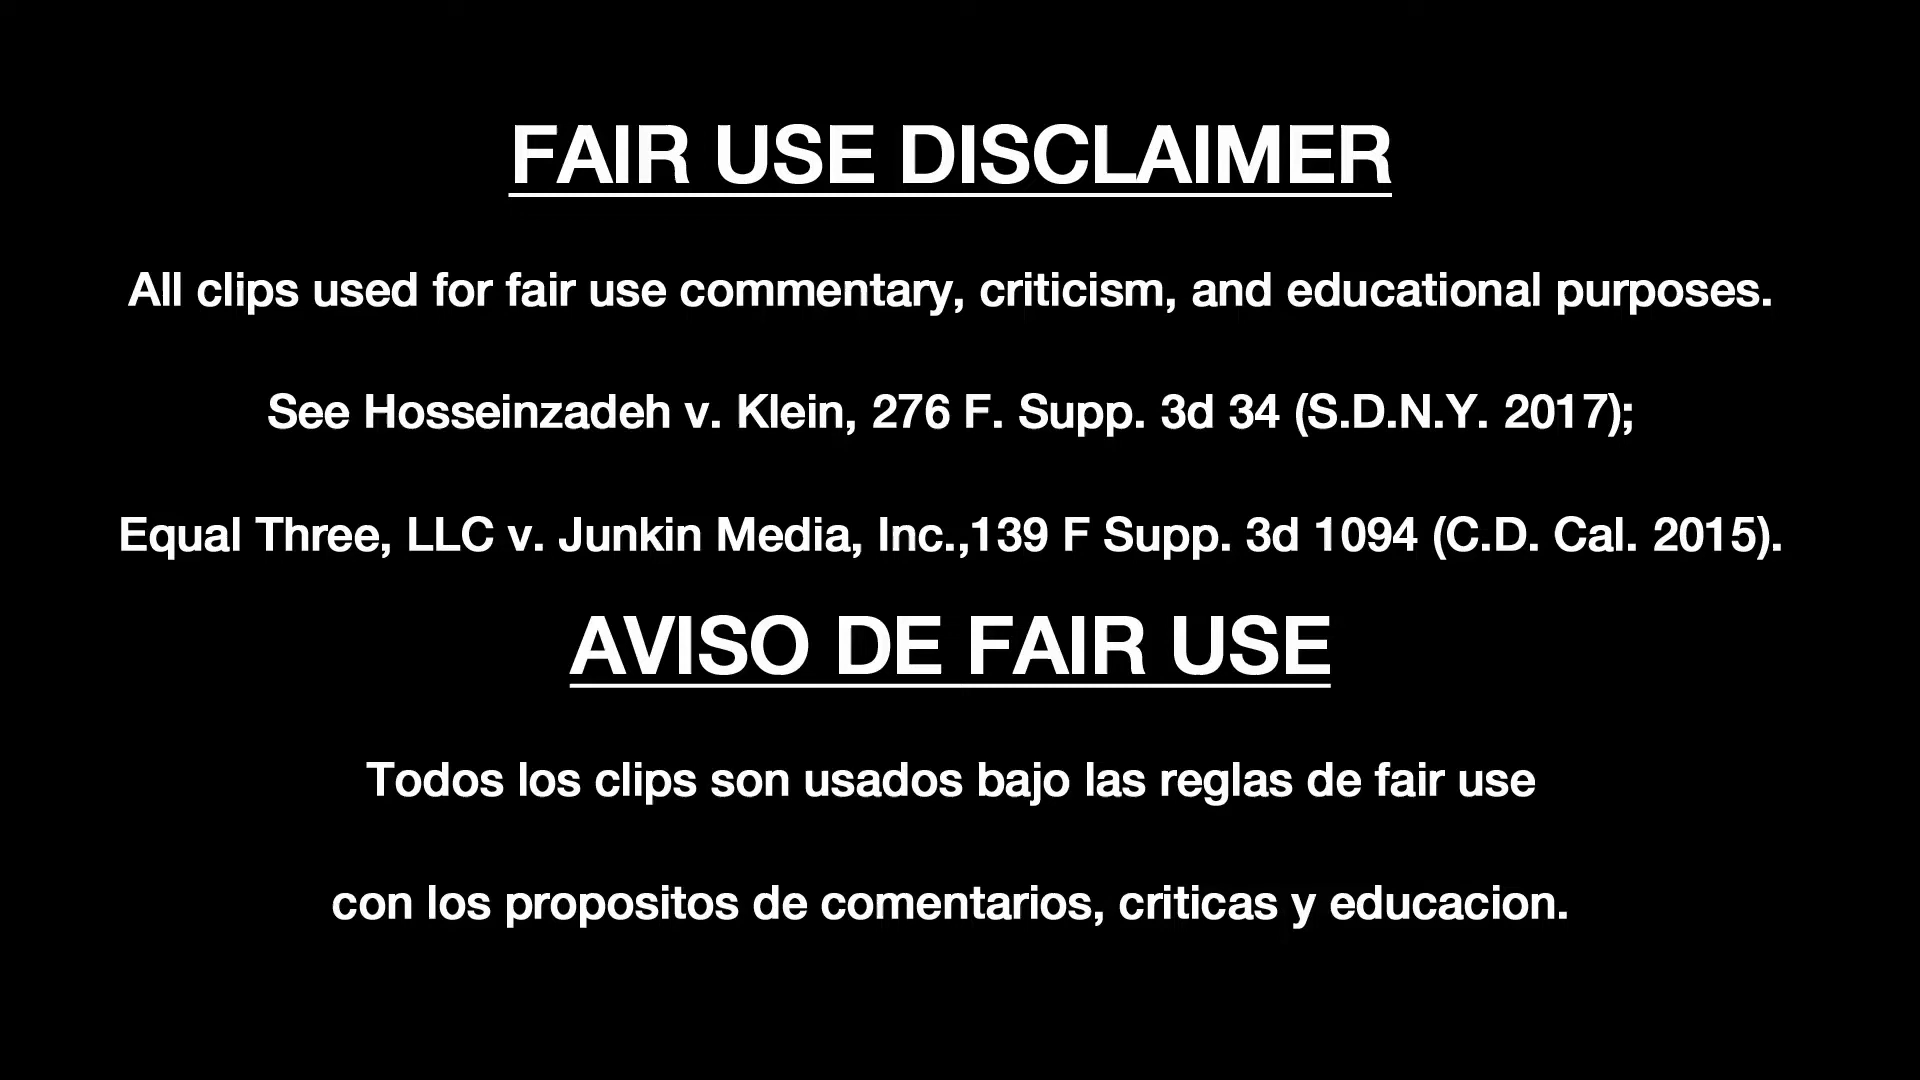 FAIR USE DISCLAIMER
All clips used for fair use commentary, criticism, and educational purposes.
See Hosseinzadeh v. Klein, 276 F. Supp. 3d 34 (S.D.N.Y. 2017);
Equal Three, LLC v. Junkin Media, Inc.,139 F Supp. 3d 1094 (C.D. Cal. 2015).
AVISO DE FAIR USE
Todos los clips son usados bajo las reglas de fair use
con los propositos de comentarios, criticas y educacion.